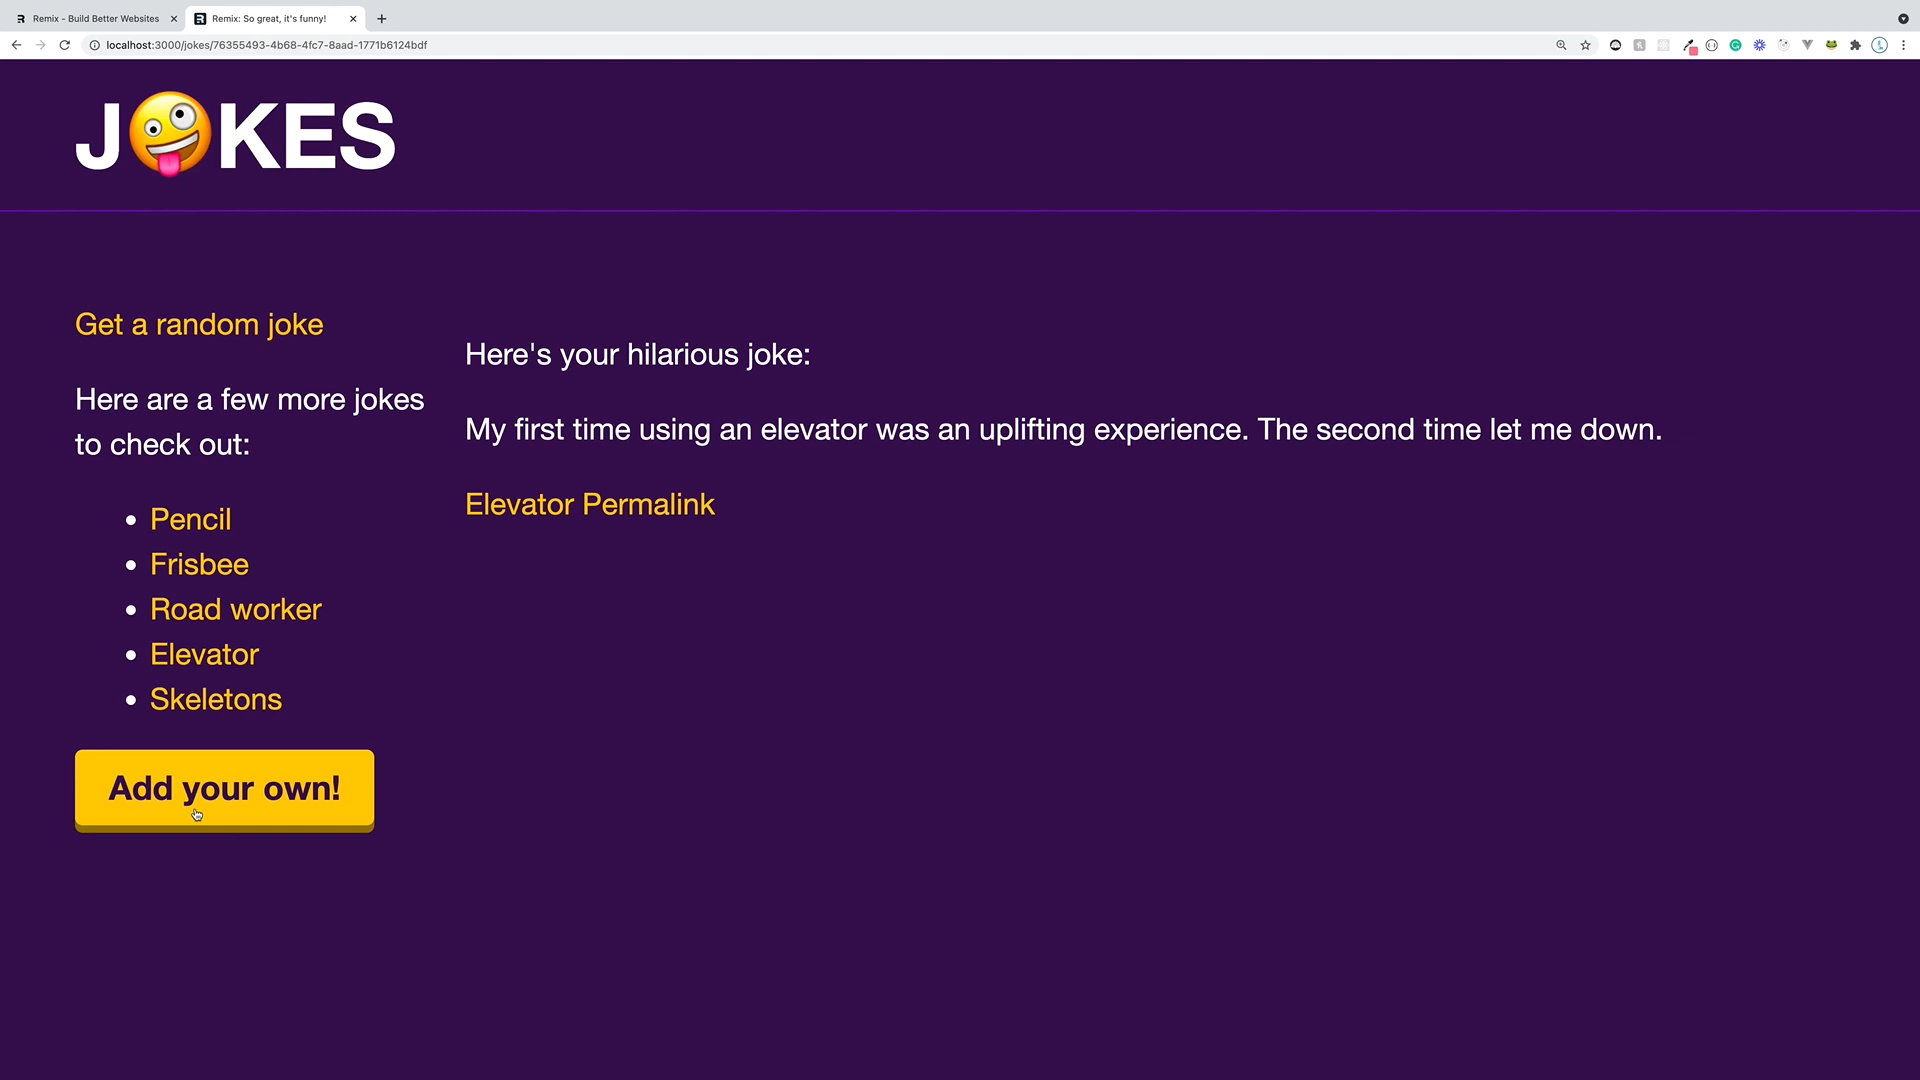 Remix - Build Better Websites
Remix: So great, it's funny!
localhost:3000/jokes/76355493-4b68-4fc7-8aad-1771b6124bdf
J🤪KES
Get a random joke
Here are a few more jokes
to check out:
Pencil
Frisbee
Road worker
Elevator
Skeletons
Add your own!
Here's your hilarious joke:
My first time using an elevator was an uplifting experience. The second time let me down.
Elevator Permalink